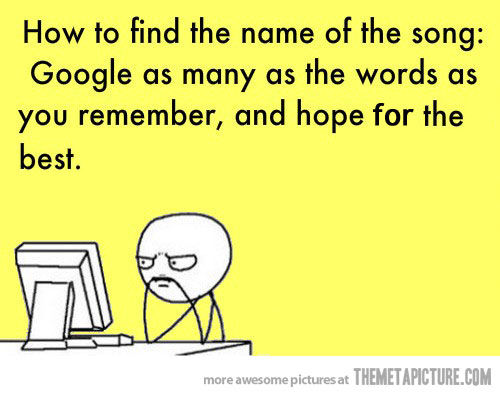 How to find the name of the song:
Google as many as the words as
you remember, and hope for the
best.
more awesome pictures at THEMETAPICTURE.COM